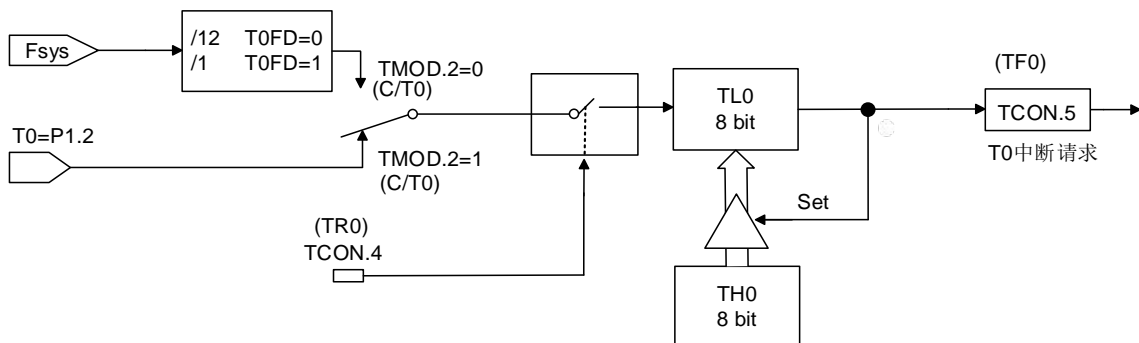 Fsys
/12 T0FD=0
/1 T0FD=1
TMOD.2=0
(C/T0)
T0=P1.2
TMOD.2=1
(C/T0)
(TR0)
TCON.4
TL0
8 bit
Set
TH0
8 bit
(TF0)
TCON.5
T0中断请求